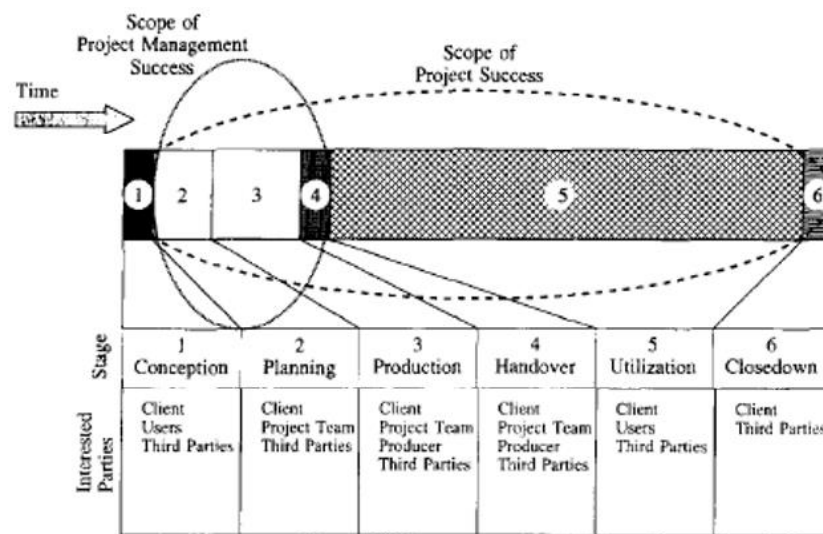 Scope of
Project Management
Success
Scope of
Project Success
Time
1
2
3
4
5
6
Stage
1
Conception
2
Planning
3
Production
4
Handover
5
Utilization
6
Closedown
Interested
Parties
Client
Users
Third Parties
Client
Project Team
Third Parties
Client
Project Team
Producer
Third Parties
Client
Project Team
Producer
Third Parties
Client
Users
Third Parties
Client
Third Parties